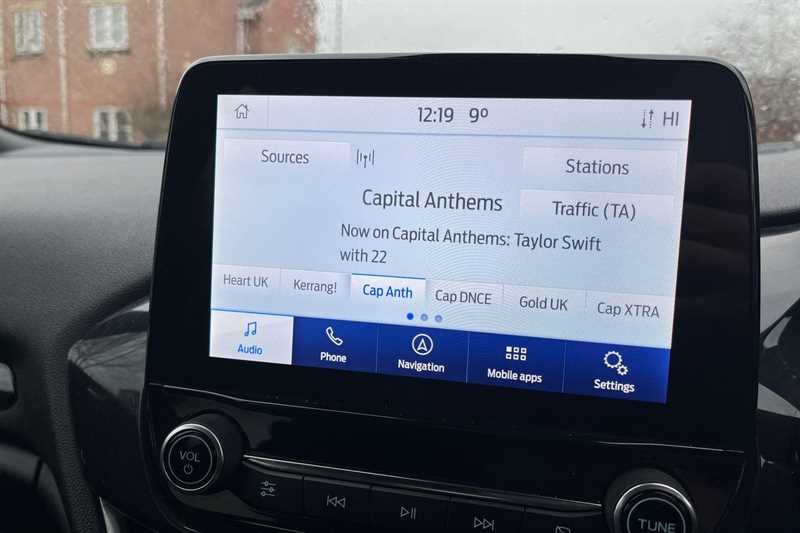 12:19 9º HI
Sources
Stations
Capital Anthems
Traffic (TA)
Now on Capital Anthems: Taylor Swift
with 22
Heart UK Kerrang! Cap Anth Cap DNCE Gold UK Cap XTRA
Audio Phone Navigation Mobile apps Settings
VOL
TUNE